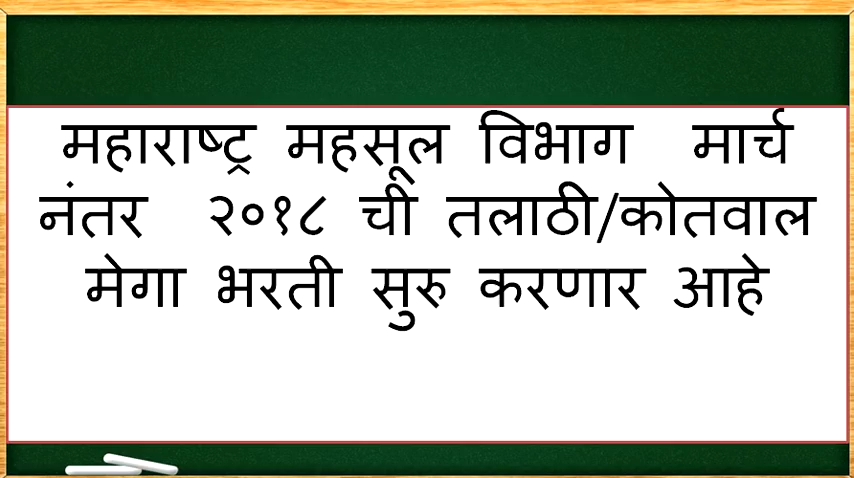 महाराष्ट्र महसूल विभाग मार्च
नंतर २०१८ ची तलाठी/कोतवाल
मेगा भरती सुरु करणार आहे